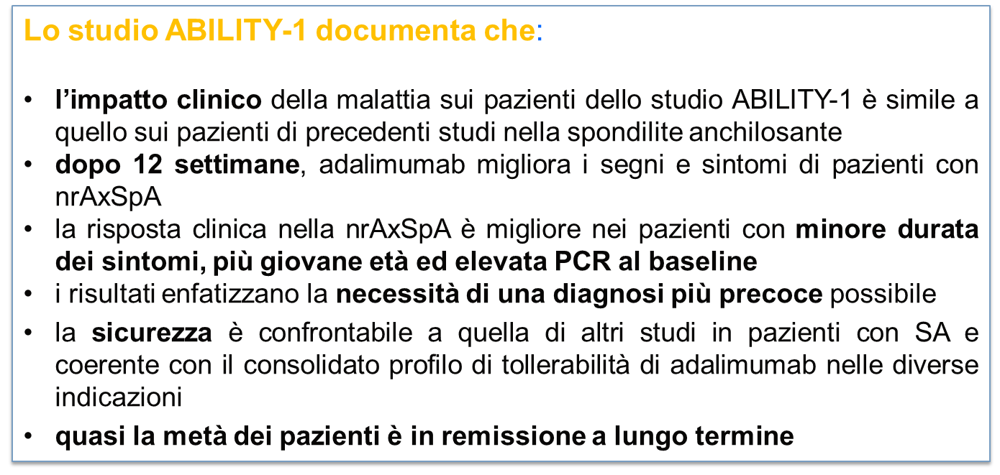 Lo studio ABILITY-1 documenta che:
• l’impatto clinico della malattia sui pazienti dello studio ABILITY-1 è simile a
quello sui pazienti di precedenti studi nella spondilite anchilosante
• dopo 12 settimane, adalimumab migliora i segni e sintomi di pazienti con
nrAxSpA
• la risposta clinica nella nrAxSpA è migliore nei pazienti con minore durata
dei sintomi, più giovane età ed elevata PCR al baseline
• i risultati enfatizzano la necessità di una diagnosi più precoce possibile
• la sicurezza è confrontabile a quella di altri studi in pazienti con SA e
coerente con il consolidato profilo di tollerabilità di adalimumab nelle diverse
indicazioni
• quasi la metà dei pazienti è in remissione a lungo termine